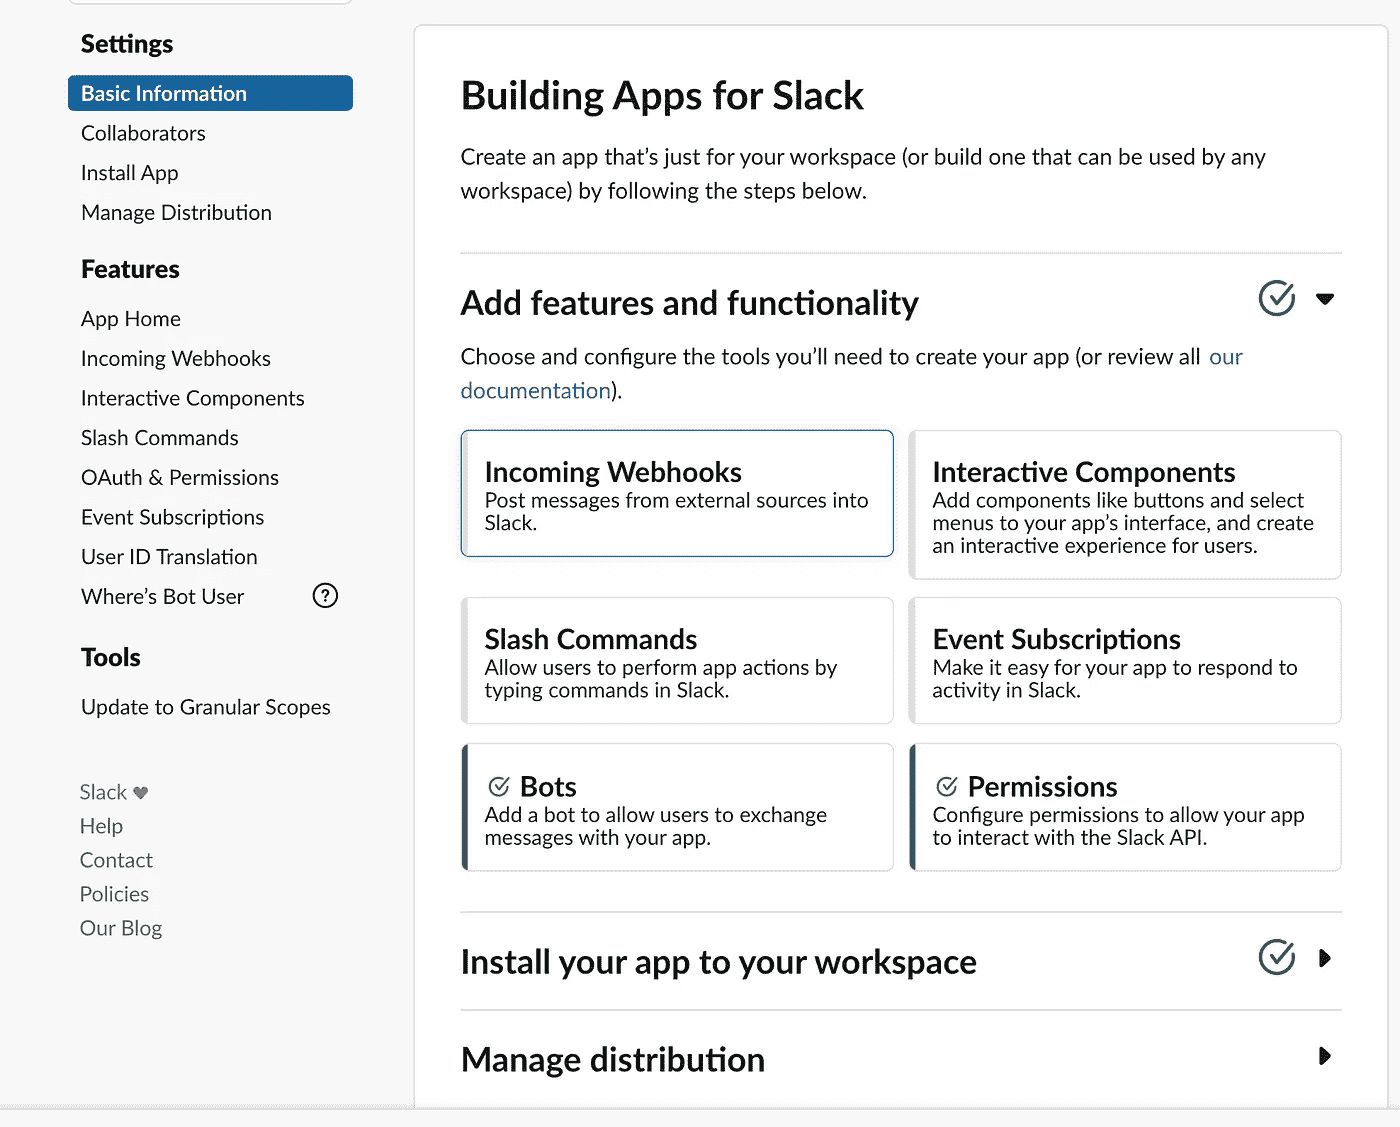 Settings
Basic Information
Collaborators
Install App
Manage Distribution
Features
App Home
Incoming Webhooks
Interactive Components
Slash Commands
OAuth & Permissions
Event Subscriptions
User ID Translation
Where's Bot User ?
Tools
Update to Granular Scopes
Slack ♥
Help
Contact
Policies
Our Blog
Building Apps for Slack
Create an app that's just for your workspace (or build one that can be used by any
workspace) by following the steps below.
Add features and functionality
Choose and configure the tools you'll need to create your app (or review all our
documentation).
Incoming Webhooks
Post messages from external sources into
Slack.
Interactive Components
Add components like buttons and select
menus to your app's interface, and create
an interactive experience for users.
Slash Commands
Allow users to perform app actions by
typing commands in Slack.
Event Subscriptions
Make it easy for your app to respond to
activity in Slack.
Bots
Add a bot to allow users to exchange
messages with your app.
Permissions
Configure permissions to allow your app
to interact with the Slack API.
Install your app to your workspace
Manage distribution